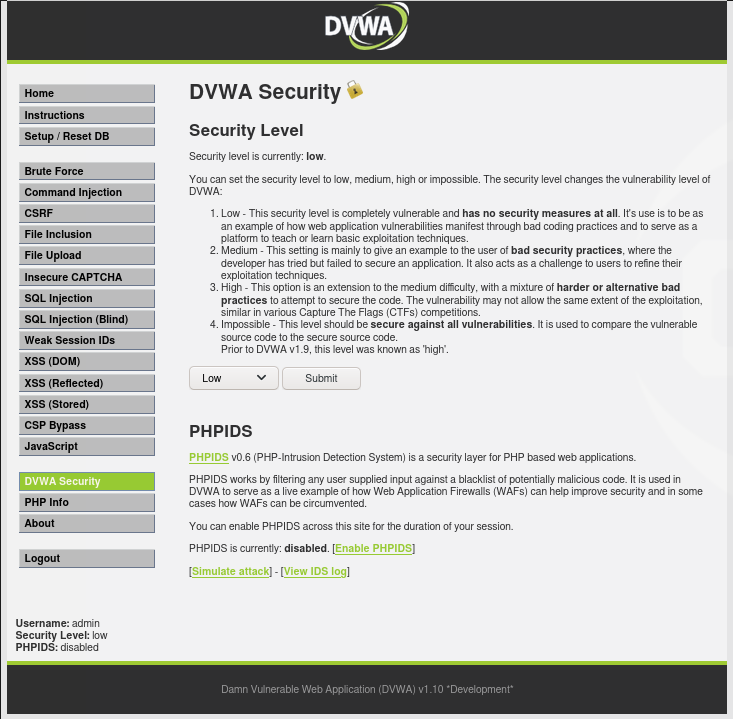 DVWA
Home
Instructions
Setup / Reset DB
Brute Force
Command Injection
CSRF
File Inclusion
File Upload
Insecure CAPTCHA
SQL Injection
SQL Injection (Blind)
Weak Session IDs
XSS (DOM)
XSS (Reflected)
XSS (Stored)
CSP Bypass
JavaScript
DVWA Security
PHP Info
About
Logout
DVWA Security
Security Level
Security level is currently: low.
You can set the security level to low, medium, high or impossible. The security level changes the vulnerability level of
DVWA:
1. Low - This security level is completely vulnerable and has no security measures at all. It's use is to be as
an example of how web application vulnerabilities manifest through bad coding practices and to serve as a
platform to teach or learn basic exploitation techniques.
2. Medium - This setting is mainly to give an example to the user of bad security practices, where the
developer has tried but failed to secure an application. It also acts as a challenge to users to refine their
exploitation techniques.
3. High - This option is an extension to the medium difficulty, with a mixture of harder or alternative bad
practices to attempt to secure the code. The vulnerability may not allow the same extent of the exploitation,
similar in various Capture The Flags (CTFs) competitions.
4. Impossible - This level should be secure against all vulnerabilities. It is used to compare the vulnerable
source code to the secure source code.
Prior to DVWA v1.9, this level was known as 'high'.
Low Submit
PHPIDS
PHPIDS v0.6 (PHP-Intrusion Detection System) is a security layer for PHP based web applications.
PHPIDS works by filtering any user supplied input against a blacklist of potentially malicious code. It is used in
DVWA to serve as a live example of how Web Application Firewalls (WAFs) can help improve security and in some
cases how WAFs can be circumvented.
You can enable PHPIDS across this site for the duration of your session.
PHPIDS is currently: disabled. [Enable PHPIDS]
[Simulate attack] - [View IDS log]
Username: admin
Security Level: low
PHPIDS: disabled
Damn Vulnerable Web Application (DVWA) v1.10 *Development*